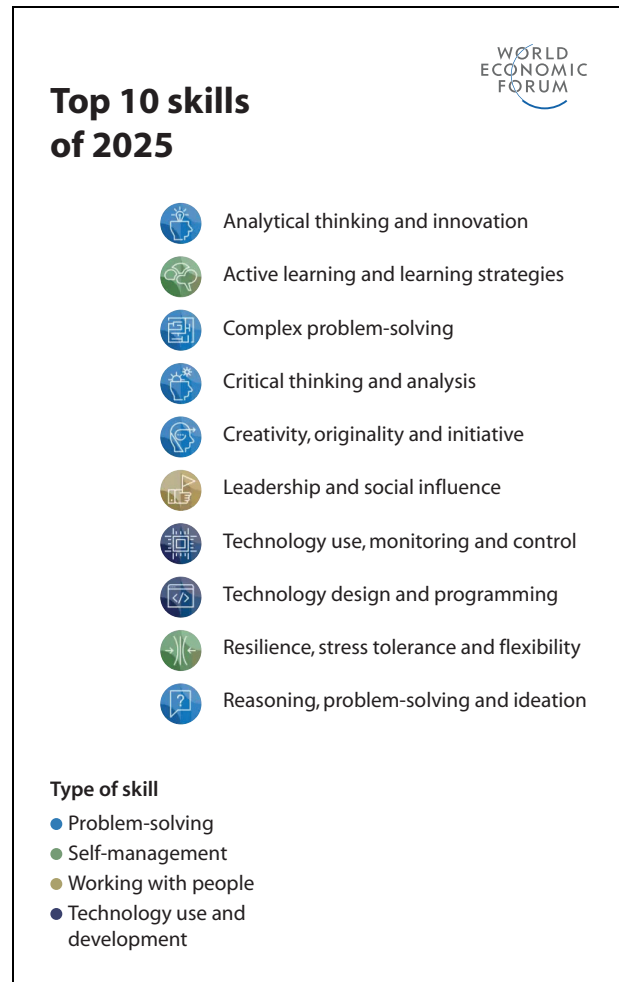 WORLD
ECONOMIC
FORUM
Top 10 skills
of 2025
Analytical thinking and innovation
Active learning and learning strategies
Complex problem-solving
Critical thinking and analysis
Creativity, originality and initiative
Leadership and social influence
Technology use, monitoring and control
Technology design and programming
Resilience, stress tolerance and flexibility
Reasoning, problem-solving and ideation
Type of skill
Problem-solving
Self-management
Working with people
Technology use and
development